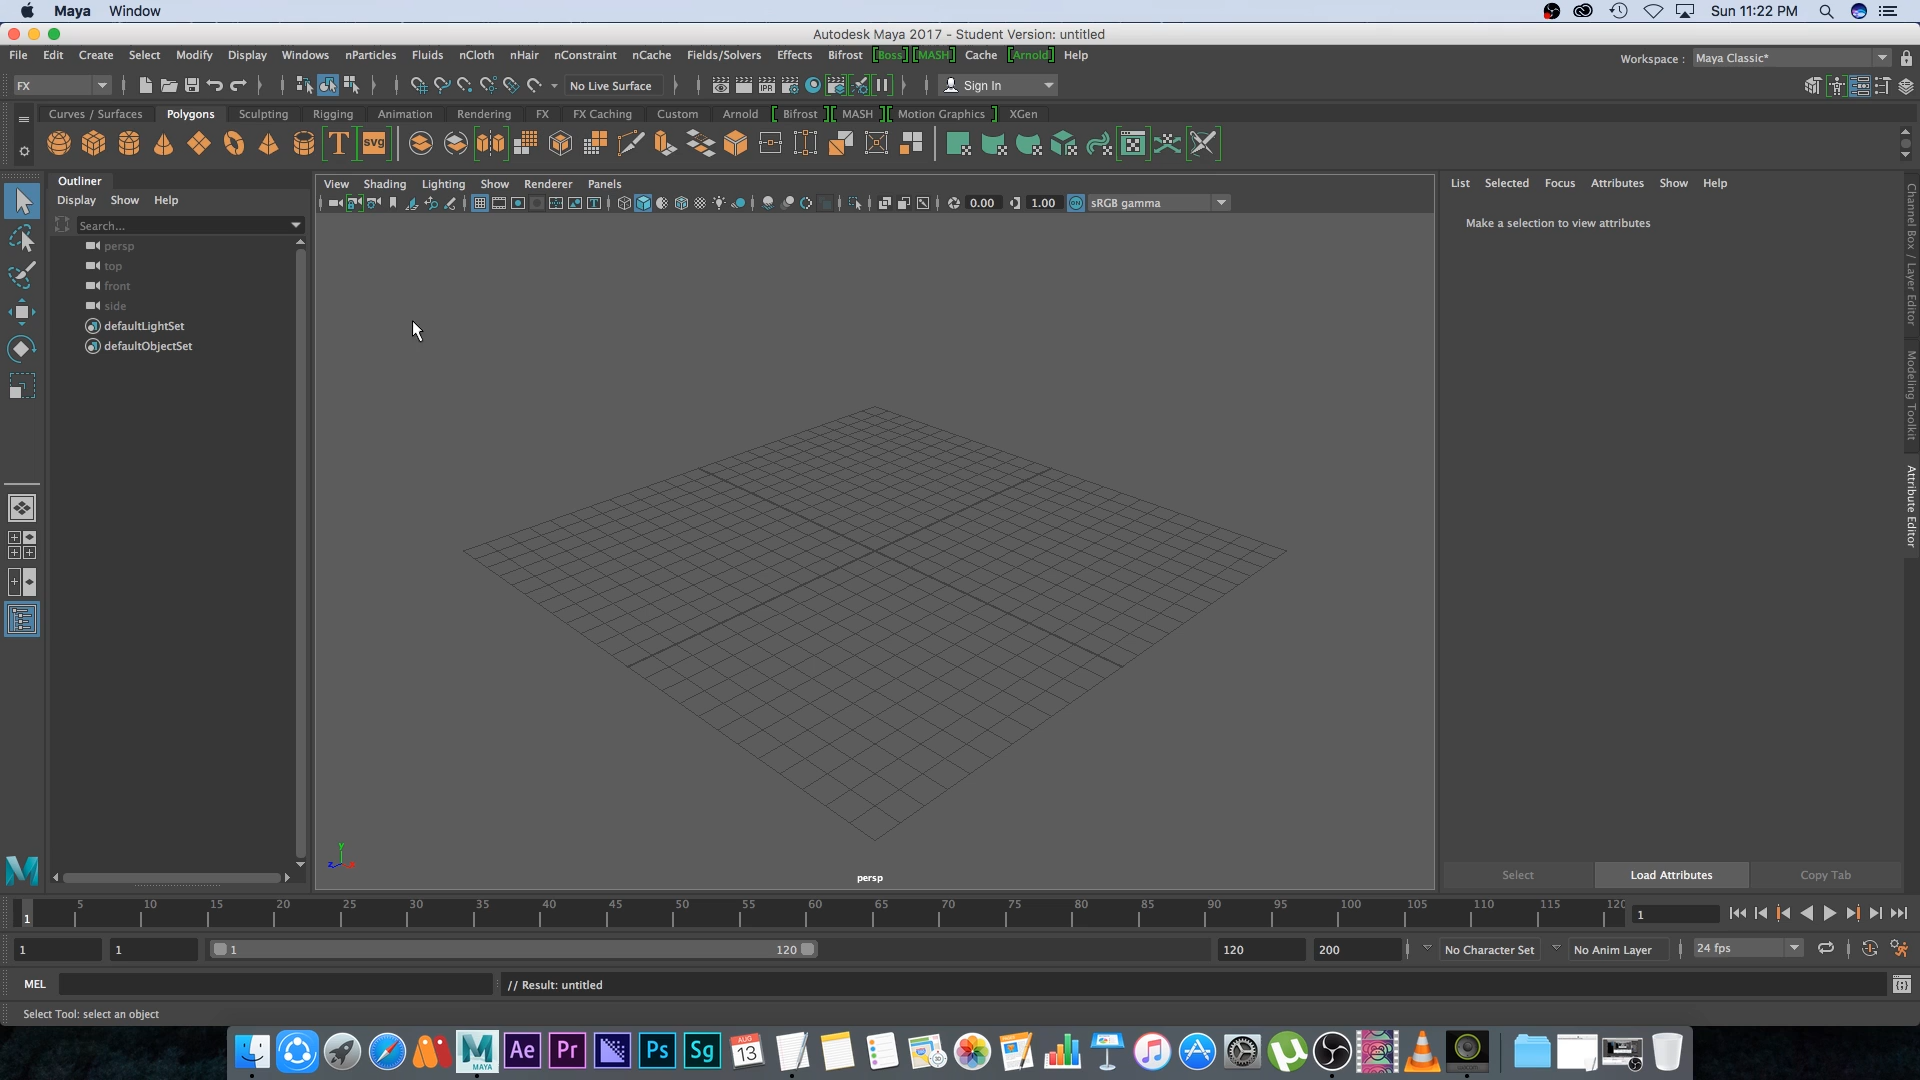 Maya Window Sun 11:22 PM
Autodesk Maya 2017 - Student Version: untitled
File Edit Create Select Modify Display Windows nParticles Fluids nCloth nHair nConstraint nCache Fields/Solvers Effects Bifrost [Boss] [MASH] Cache [Arnold] Help Workspace : Maya Classic*
FX No Live Surface IPR Sign In
Curves / Surfaces Polygons Sculpting Rigging Animation Rendering FX FX Caching Custom Arnold [ Bifrost ][ MASH ][ Motion Graphics ] XGen
T SVG
Outliner
Display Show Help
Search...
persp
top
front
side
defaultLightSet
defaultObjectSet
View Shading Lighting Show Renderer Panels
0.00 1.00 ON sRGB gamma
y
z
persp
List Selected Focus Attributes Show Help
Make a selection to view attributes
Channel Box / Layer Editor
Modeling Toolkit
Attribute Editor
Select Load Attributes Copy Tab
1 5 10 15 20 25 30 35 40 45 50 55 60 65 70 75 80 85 90 95 100 105 110 115 120 1
1 1 1 120 120 200 No Character Set No Anim Layer 24 fps
MEL // Result: untitled
Select Tool: select an object
M MAYA Ae Pr Ps Sg AUG 13